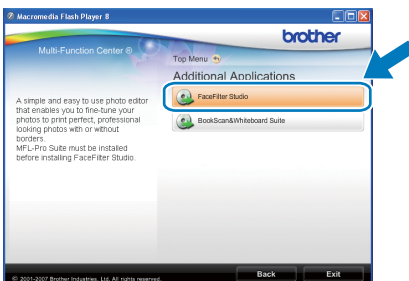 Macromedia Flash Player 8
brother
Multi-Function Center ®
Top Menu
Additional Applications
FaceFilter Studio
BookScan&Whiteboard Suite
A simple and easy to use photo editor
that enables you to fine-tune your
photos to print perfect, professional
looking photos with or without
borders.
MFL-Pro Suite must be installed
before installing FaceFilter Studio.
Back
Exit
© 2001-2007 Brother Industries, Ltd. All rights reserved.